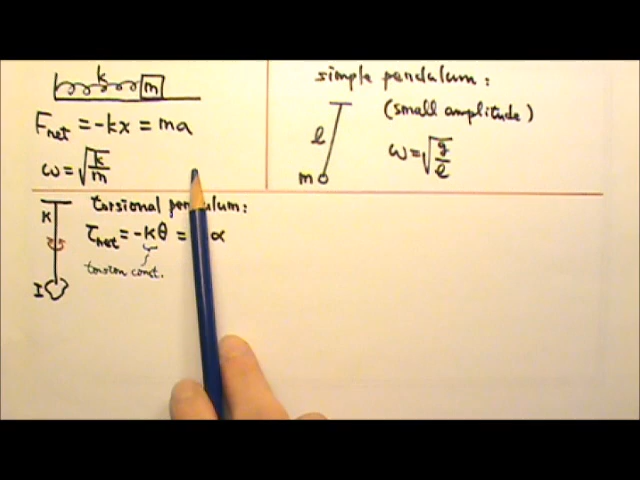 k
m
F_net = -kx = ma
ω = √(k/m)
simple pendulum:
(small amplitude)
l
m
ω = √(g/l)
torsional pendulum:
κ
τ_net = -κθ = α
torsion const.
I